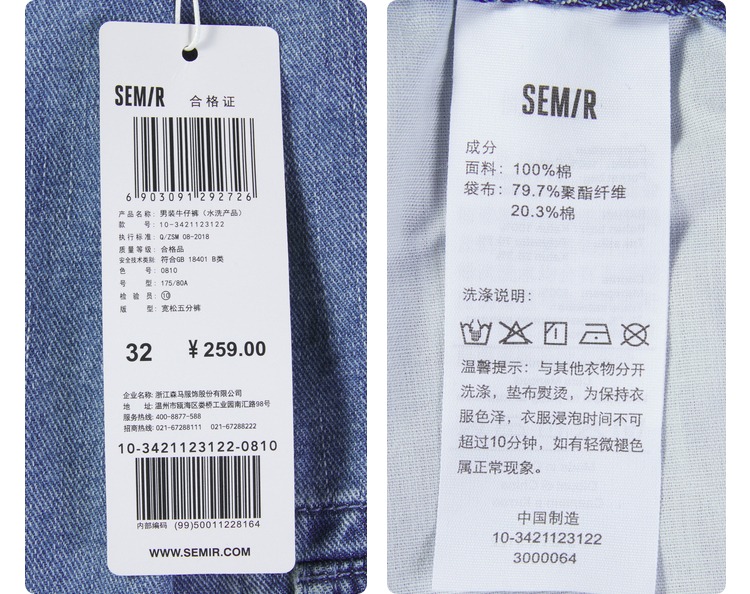 SEM/R 合格证
6 903091 292726
产品名称: 男装牛仔裤（水洗产品）
款号: 10-3421123122
执行标准: Q/ZSM 08-2018
质量等级: 合格品
安全技术类别: 符合GB 18401 B类
色号: 0810
号型: 175/80A
检验员: ⑩
版型: 宽松五分裤
32 ¥ 259.00
企业名称: 浙江森马服饰股份有限公司
地址: 温州市瓯海区娄桥工业园南汇路98号
服务热线: 400-8877-588
招商热线: 021-67288111 021-67288222
10-3421123122-0810
内部编码 (99)50011228164
WWW.SEMIR.COM
SEM/R
成分
面料: 100%棉
袋布: 79.7%聚酯纤维
20.3%棉
洗涤说明:
温馨提示: 与其他衣物分开
洗涤，垫布熨烫，为保持衣
服色泽，衣服浸泡时间不可
超过10分钟，如有轻微褪色
属正常现象。
中国制造
10-3421123122
3000064